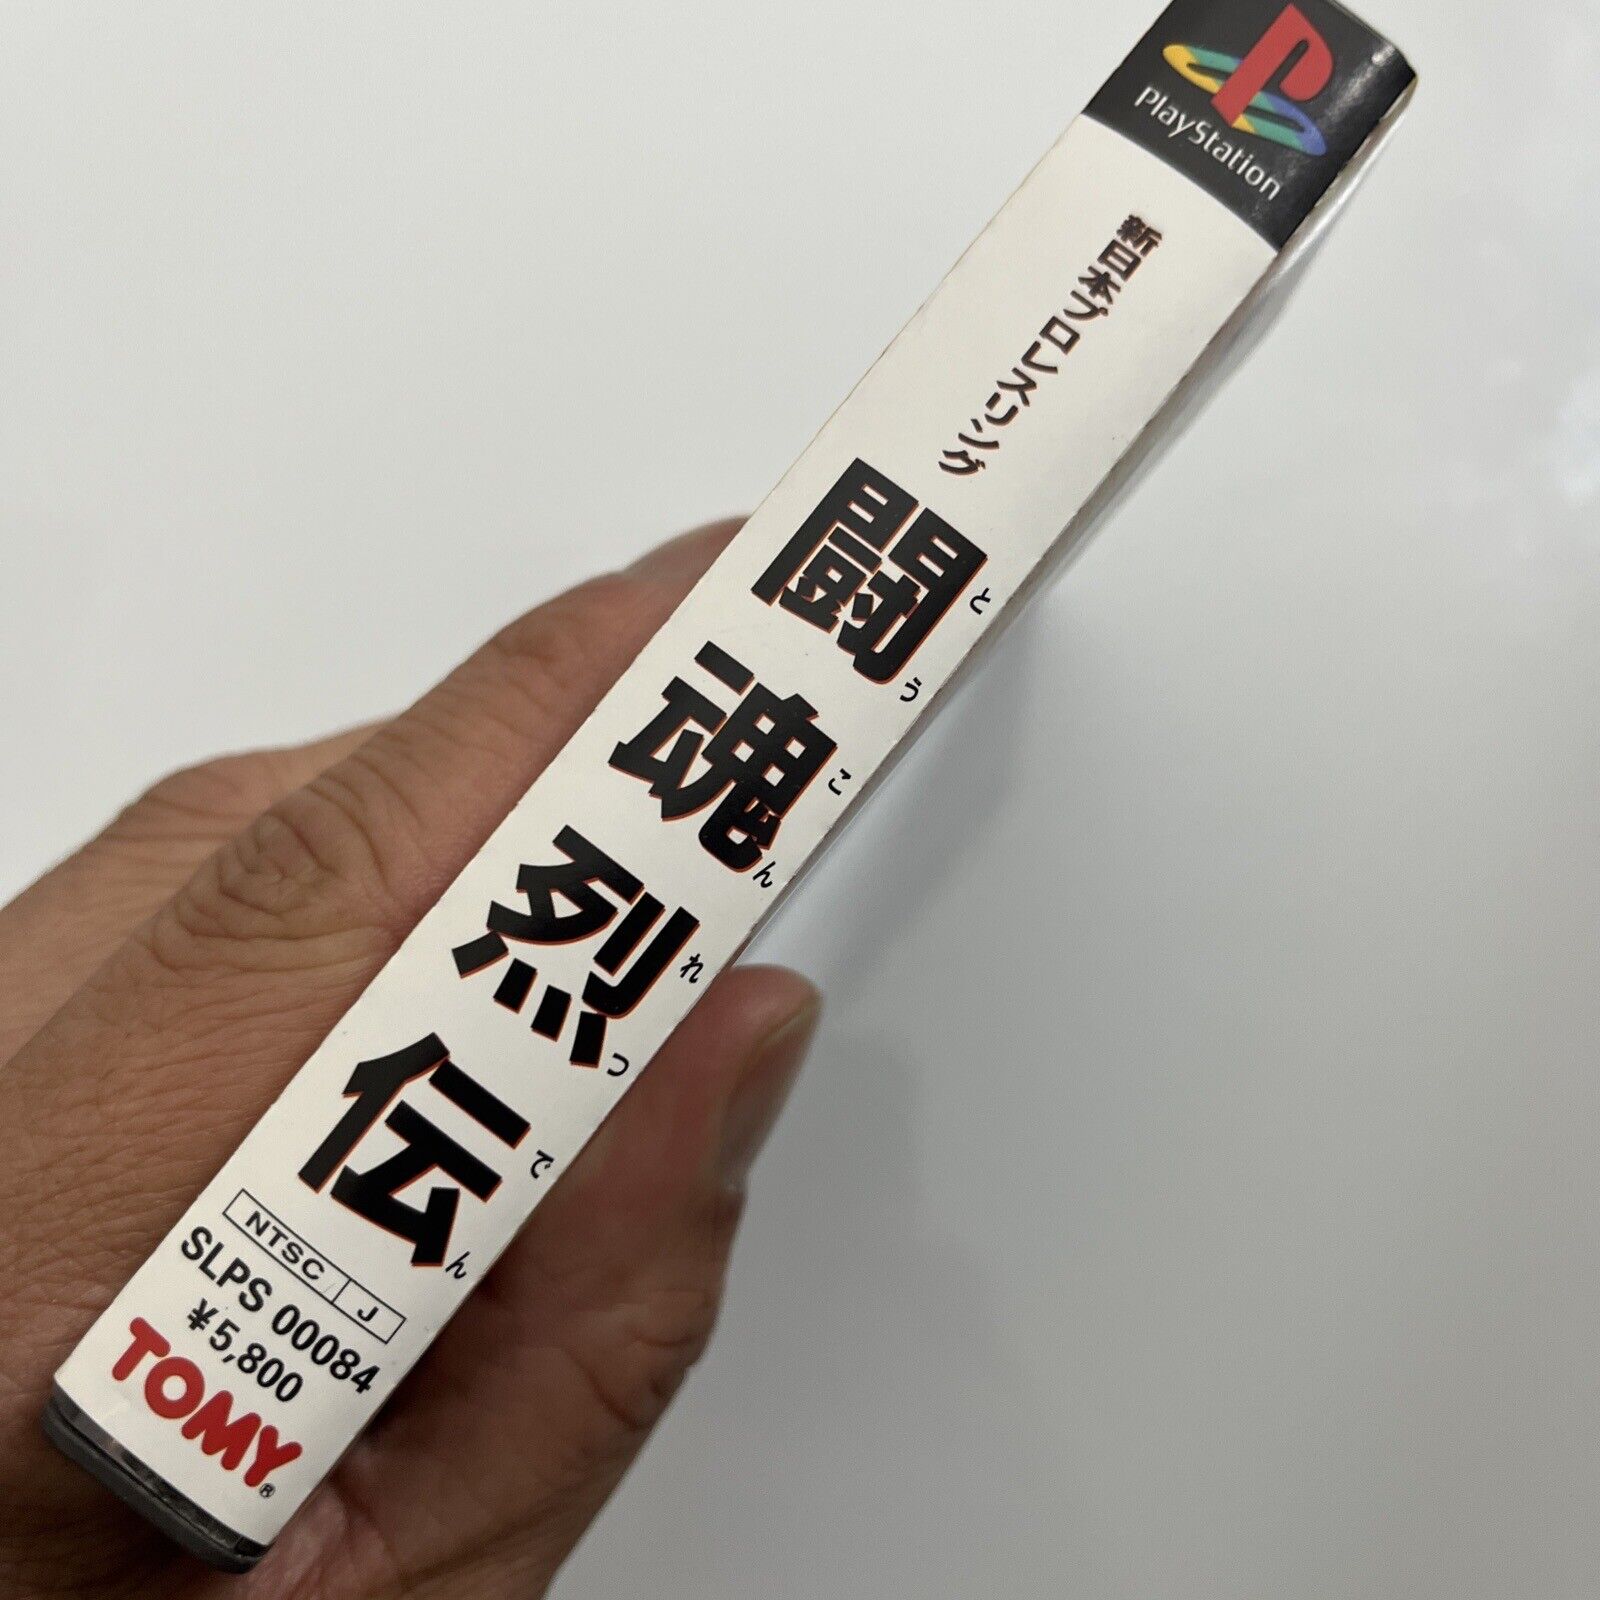 PlayStation
新日本プロレスリング
闘魂烈伝
とうこんれつでん
NTSC J
SLPS 00084
¥5,800
TOMY®